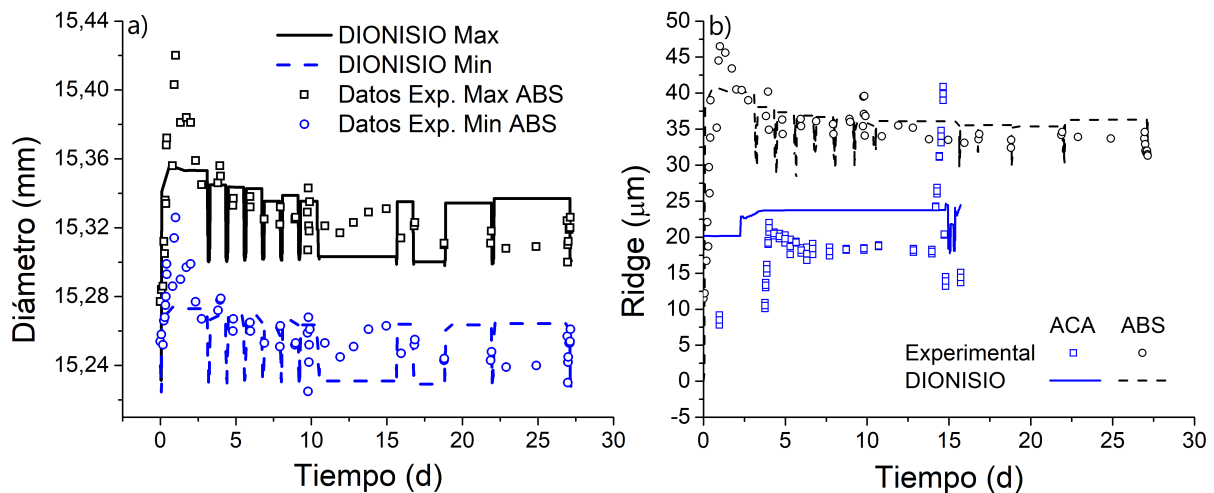 a)
Diámetro (mm)
15,44
15,40
15,36
15,32
15,28
15,24
DIONISIO Max
DIONISIO Min
Datos Exp. Max ABS
Datos Exp. Min ABS
0 5 10 15 20 25 30
Tiempo (d)
b)
Ridge (μm)
50
45
40
35
30
25
20
15
10
5
0
-5
ACA ABS
Experimental
DIONISIO
0 5 10 15 20 25 30
Tiempo (d)